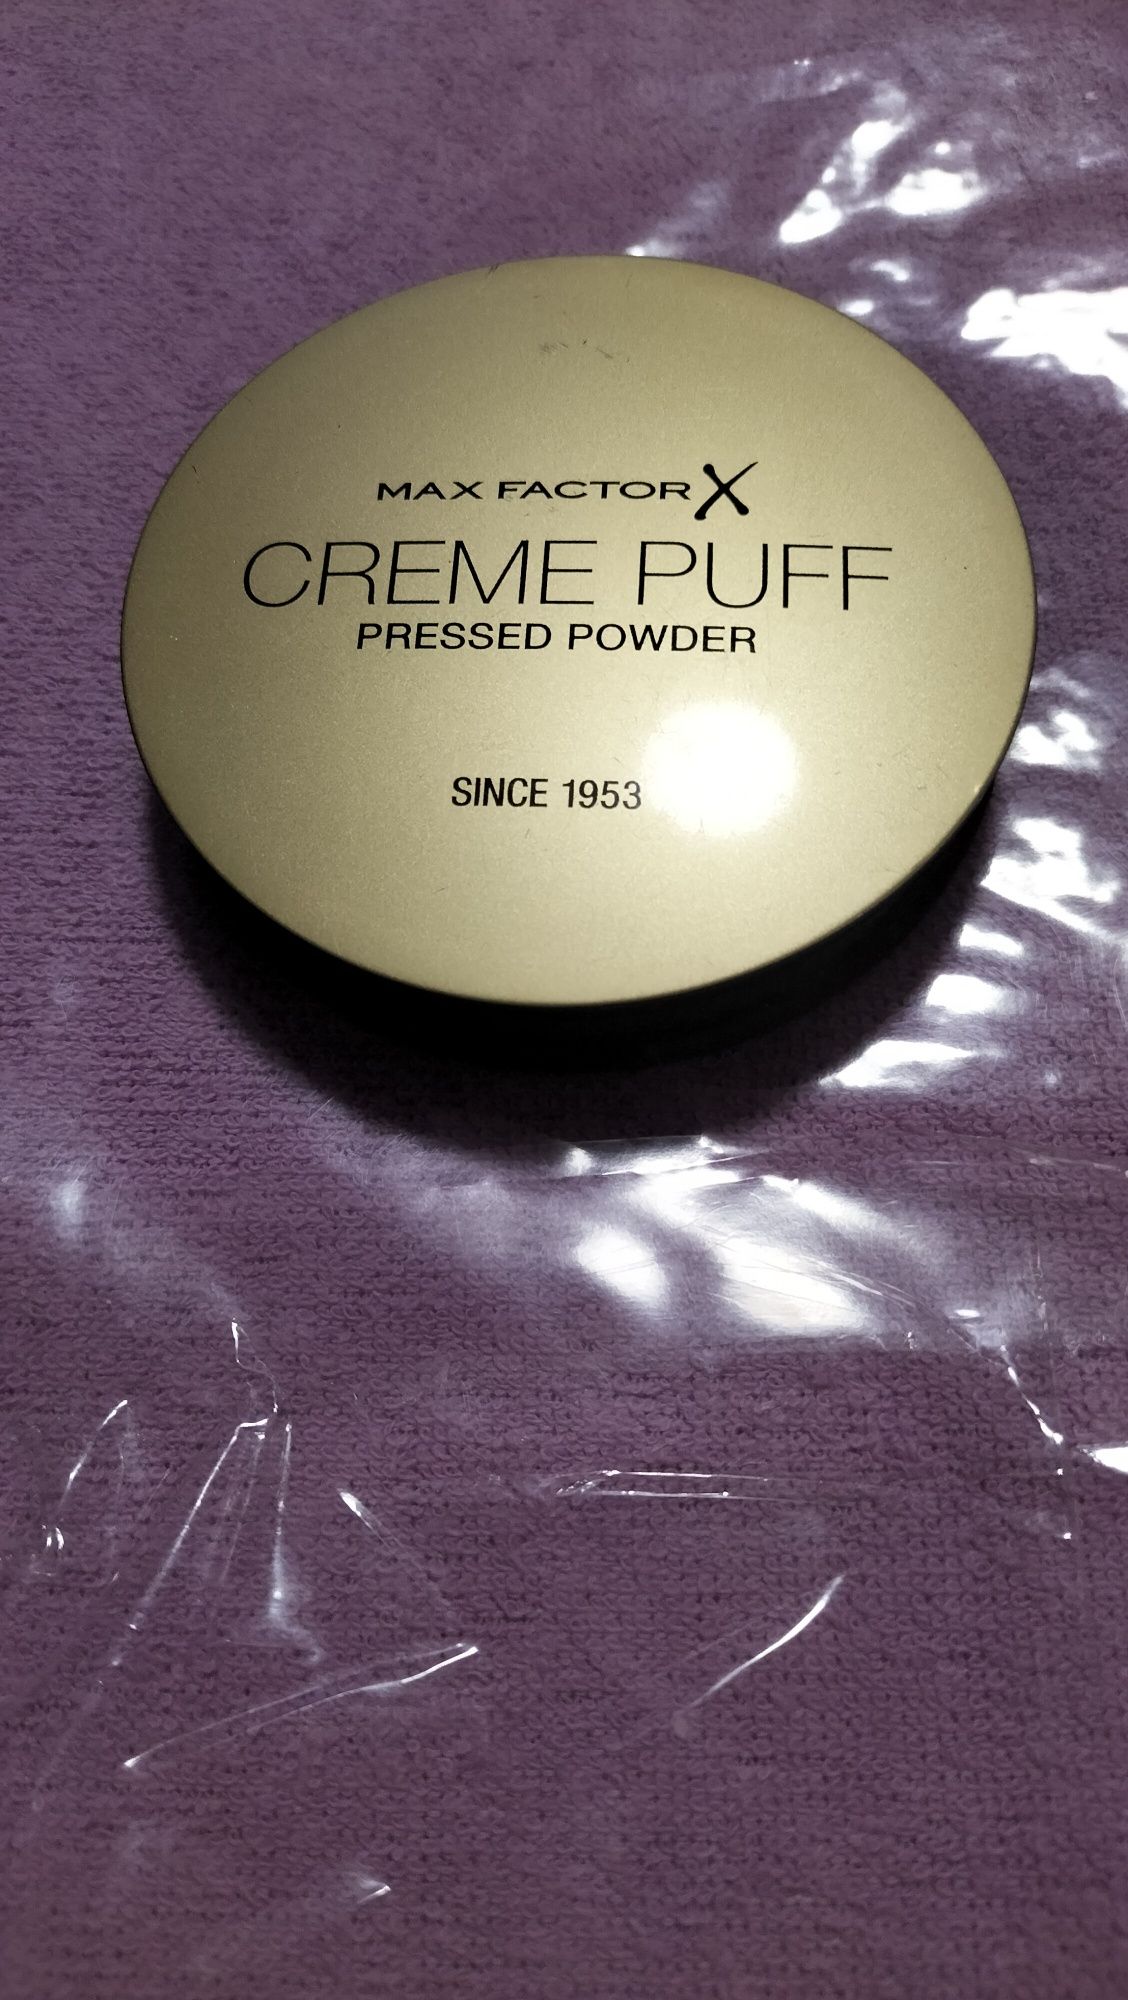 MAX FACTOR X
CREME PUFF
PRESSED POWDER
SINCE 1953